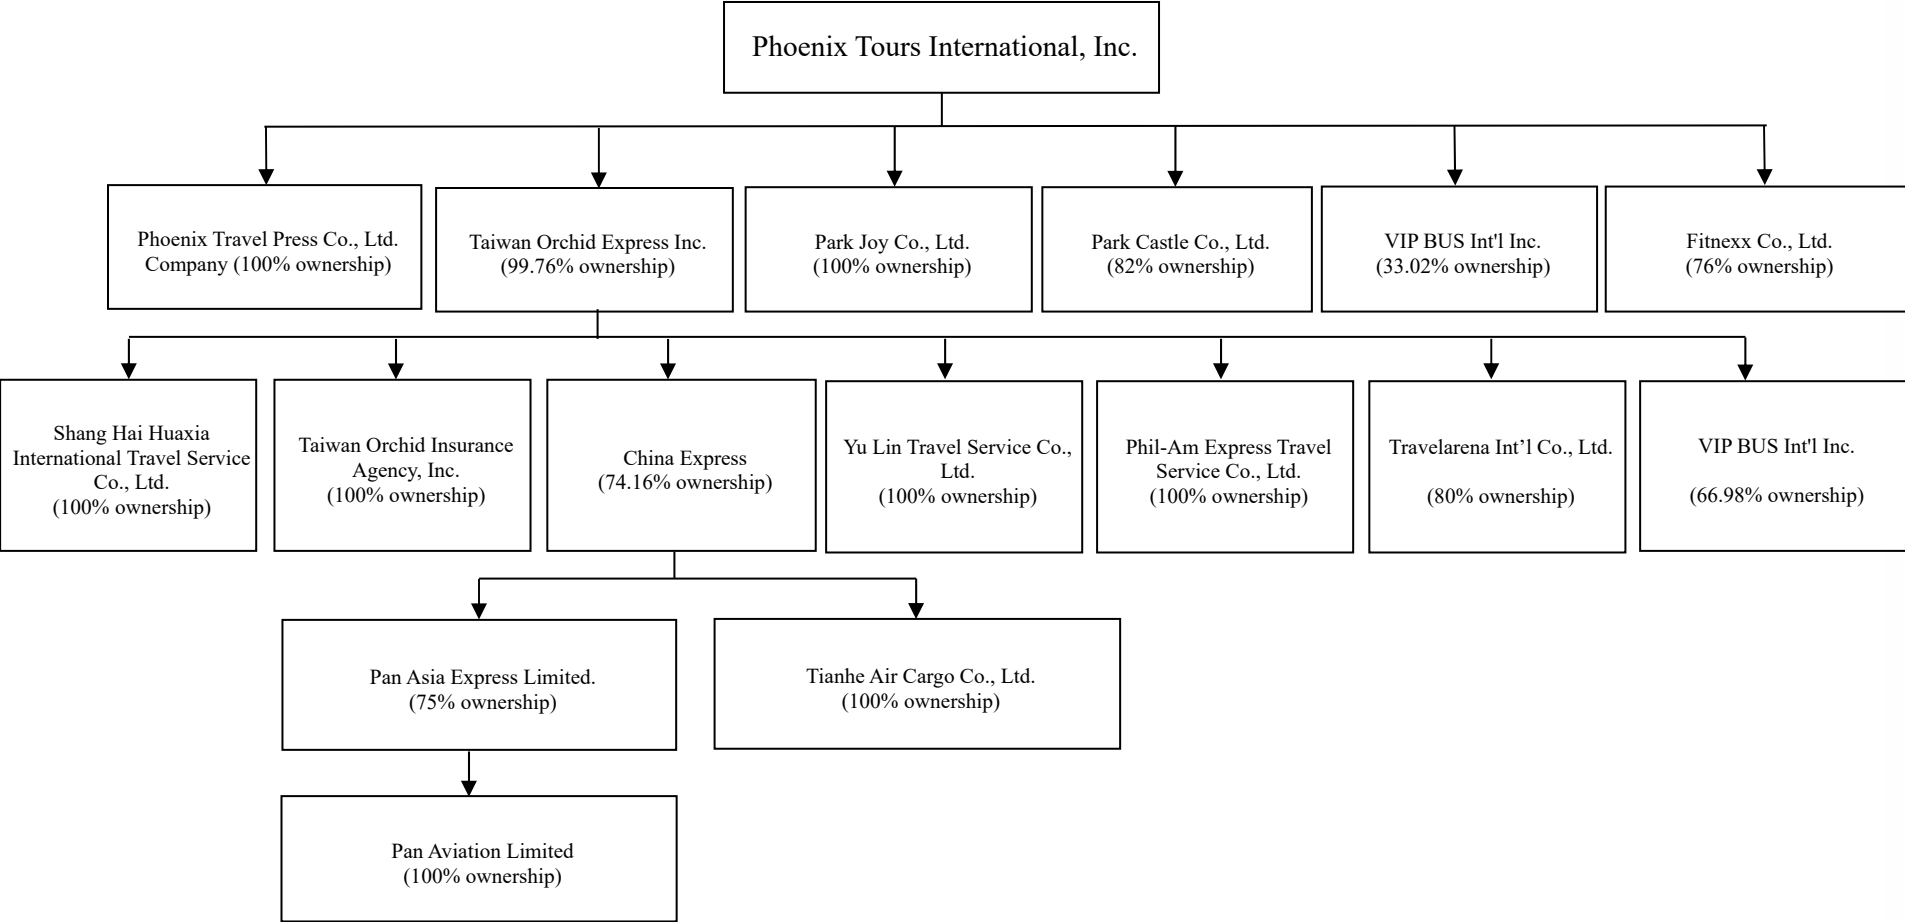 Phoenix Tours International, Inc.
Phoenix Travel Press Co., Ltd.
Company (100% ownership)
Taiwan Orchid Express Inc.
(99.76% ownership)
Park Joy Co., Ltd.
(100% ownership)
Park Castle Co., Ltd.
(82% ownership)
VIP BUS Int'l Inc.
(33.02% ownership)
Fitnexx Co., Ltd.
(76% ownership)
Shang Hai Huaxia
International Travel Service
Co., Ltd.
(100% ownership)
Taiwan Orchid Insurance
Agency, Inc.
(100% ownership)
China Express
(74.16% ownership)
Yu Lin Travel Service Co.,
Ltd.
(100% ownership)
Phil-Am Express Travel
Service Co., Ltd.
(100% ownership)
Travelarena Int’l Co., Ltd.
(80% ownership)
VIP BUS Int'l Inc.
(66.98% ownership)
Pan Asia Express Limited.
(75% ownership)
Tianhe Air Cargo Co., Ltd.
(100% ownership)
Pan Aviation Limited
(100% ownership)